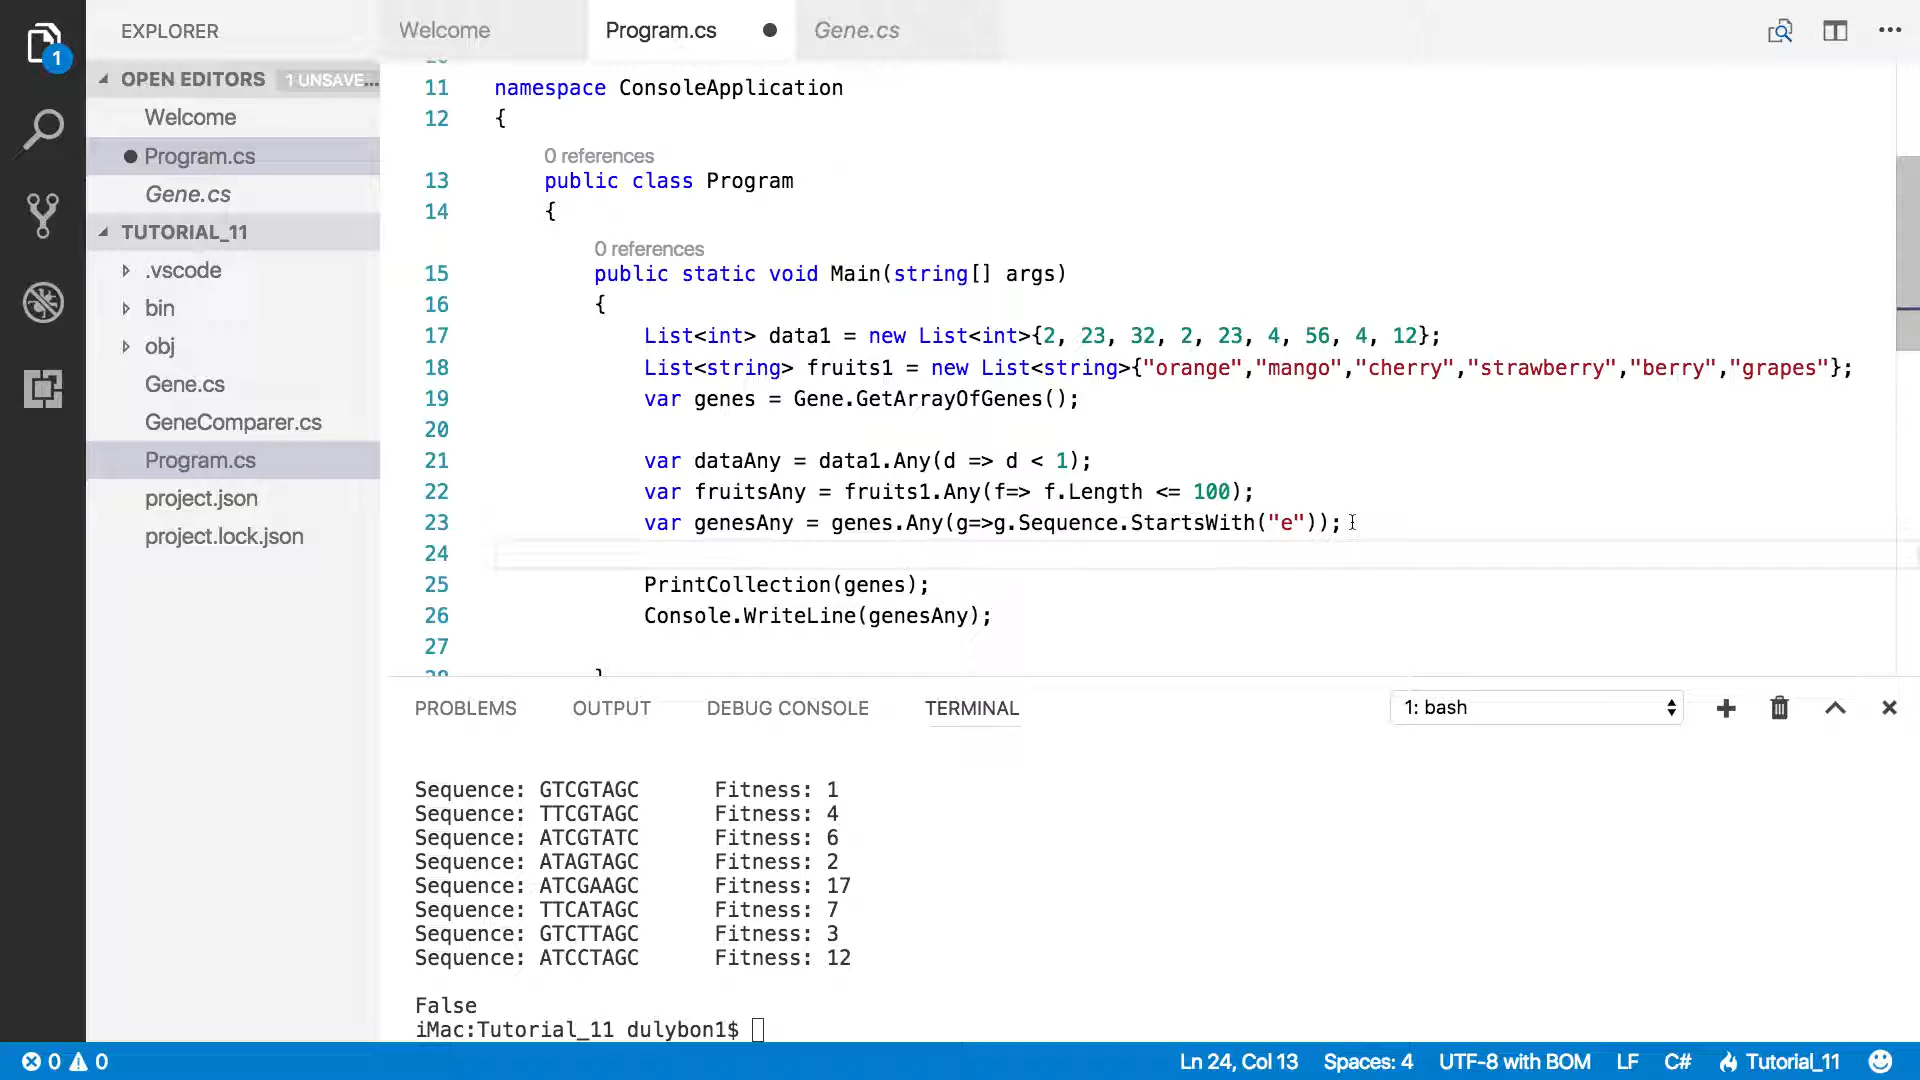 EXPLORER
OPEN EDITORS 1 UNSAVE...
Welcome
Program.cs
Gene.cs
TUTORIAL_11
.vscode
bin
obj
Gene.cs
GeneComparer.cs
Program.cs
project.json
project.lock.json
1
Welcome Program.cs Gene.cs
11 namespace ConsoleApplication
12 {
0 references
13 public class Program
14 {
0 references
15 public static void Main(string[] args)
16 {
17 List<int> data1 = new List<int>{2, 23, 32, 2, 23, 4, 56, 4, 12};
18 List<string> fruits1 = new List<string>{"orange","mango","cherry","strawberry","berry","grapes"};
19 var genes = Gene.GetArrayOfGenes();
20
21 var dataAny = data1.Any(d => d < 1);
22 var fruitsAny = fruits1.Any(f=> f.Length <= 100);
23 var genesAny = genes.Any(g=>g.Sequence.StartsWith("e"));
24
25 PrintCollection(genes);
26 Console.WriteLine(genesAny);
27
PROBLEMS OUTPUT DEBUG CONSOLE TERMINAL 1: bash
Sequence: GTCGTAGC Fitness: 1
Sequence: TTCGTAGC Fitness: 4
Sequence: ATCGTATC Fitness: 6
Sequence: ATAGTAGC Fitness: 2
Sequence: ATCGAAGC Fitness: 17
Sequence: TTCATAGC Fitness: 7
Sequence: GTCTTAGC Fitness: 3
Sequence: ATCCTAGC Fitness: 12
False
iMac:Tutorial_11 dulybon1$
0 0 Ln 24, Col 13 Spaces: 4 UTF-8 with BOM LF C# Tutorial_11